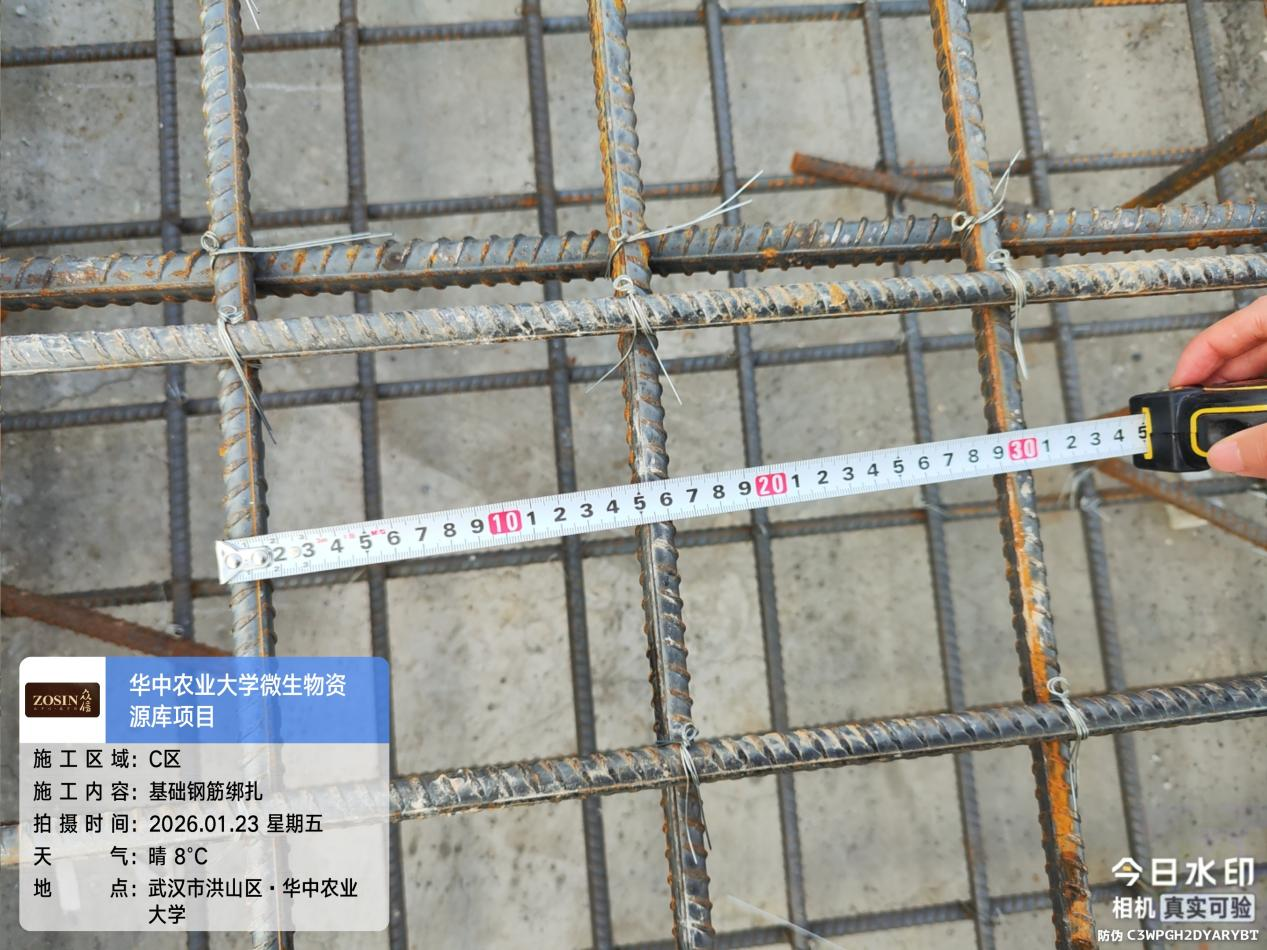 2 3 4 5 6 7 8 9 10 1 2 3 4 5 6 7 8 9 20 1 2 3 4 5 6 7 8 9 30 1 2 3 4 5
ZOSIN 众信
华中农业大学微生物资
源库项目
施工区域：C区
施工内容：基础钢筋绑扎
拍摄时间：2026.01.23 星期五
天气：晴 8°C
地点：武汉市洪山区·华中农业
大学
今日水印
相机 真实可验
防伪 C3WPGH2DYARYBT